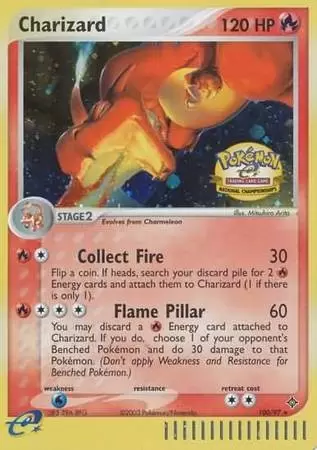 Charizard 120 HP
Pokémon
TRADING CARD GAME
NATIONAL CHAMPIONSHIPS
Illus. Mitsuhiro Arita
STAGE2
Evolves from Charmeleon
Collect Fire 30
Flip a coin. If heads, search your discard pile for 2
Energy cards and attach them to Charizard (1 if there
is only 1).
Flame Pillar 60
You may discard a Energy card attached to
Charizard. If you do, choose 1 of your opponent's
Benched Pokémon and do 30 damage to that
Pokémon. (Don't apply Weakness and Resistance for
Benched Pokémon.)
weakness resistance retreat cost
©2003 Pokémon/Nintendo
100/97
e